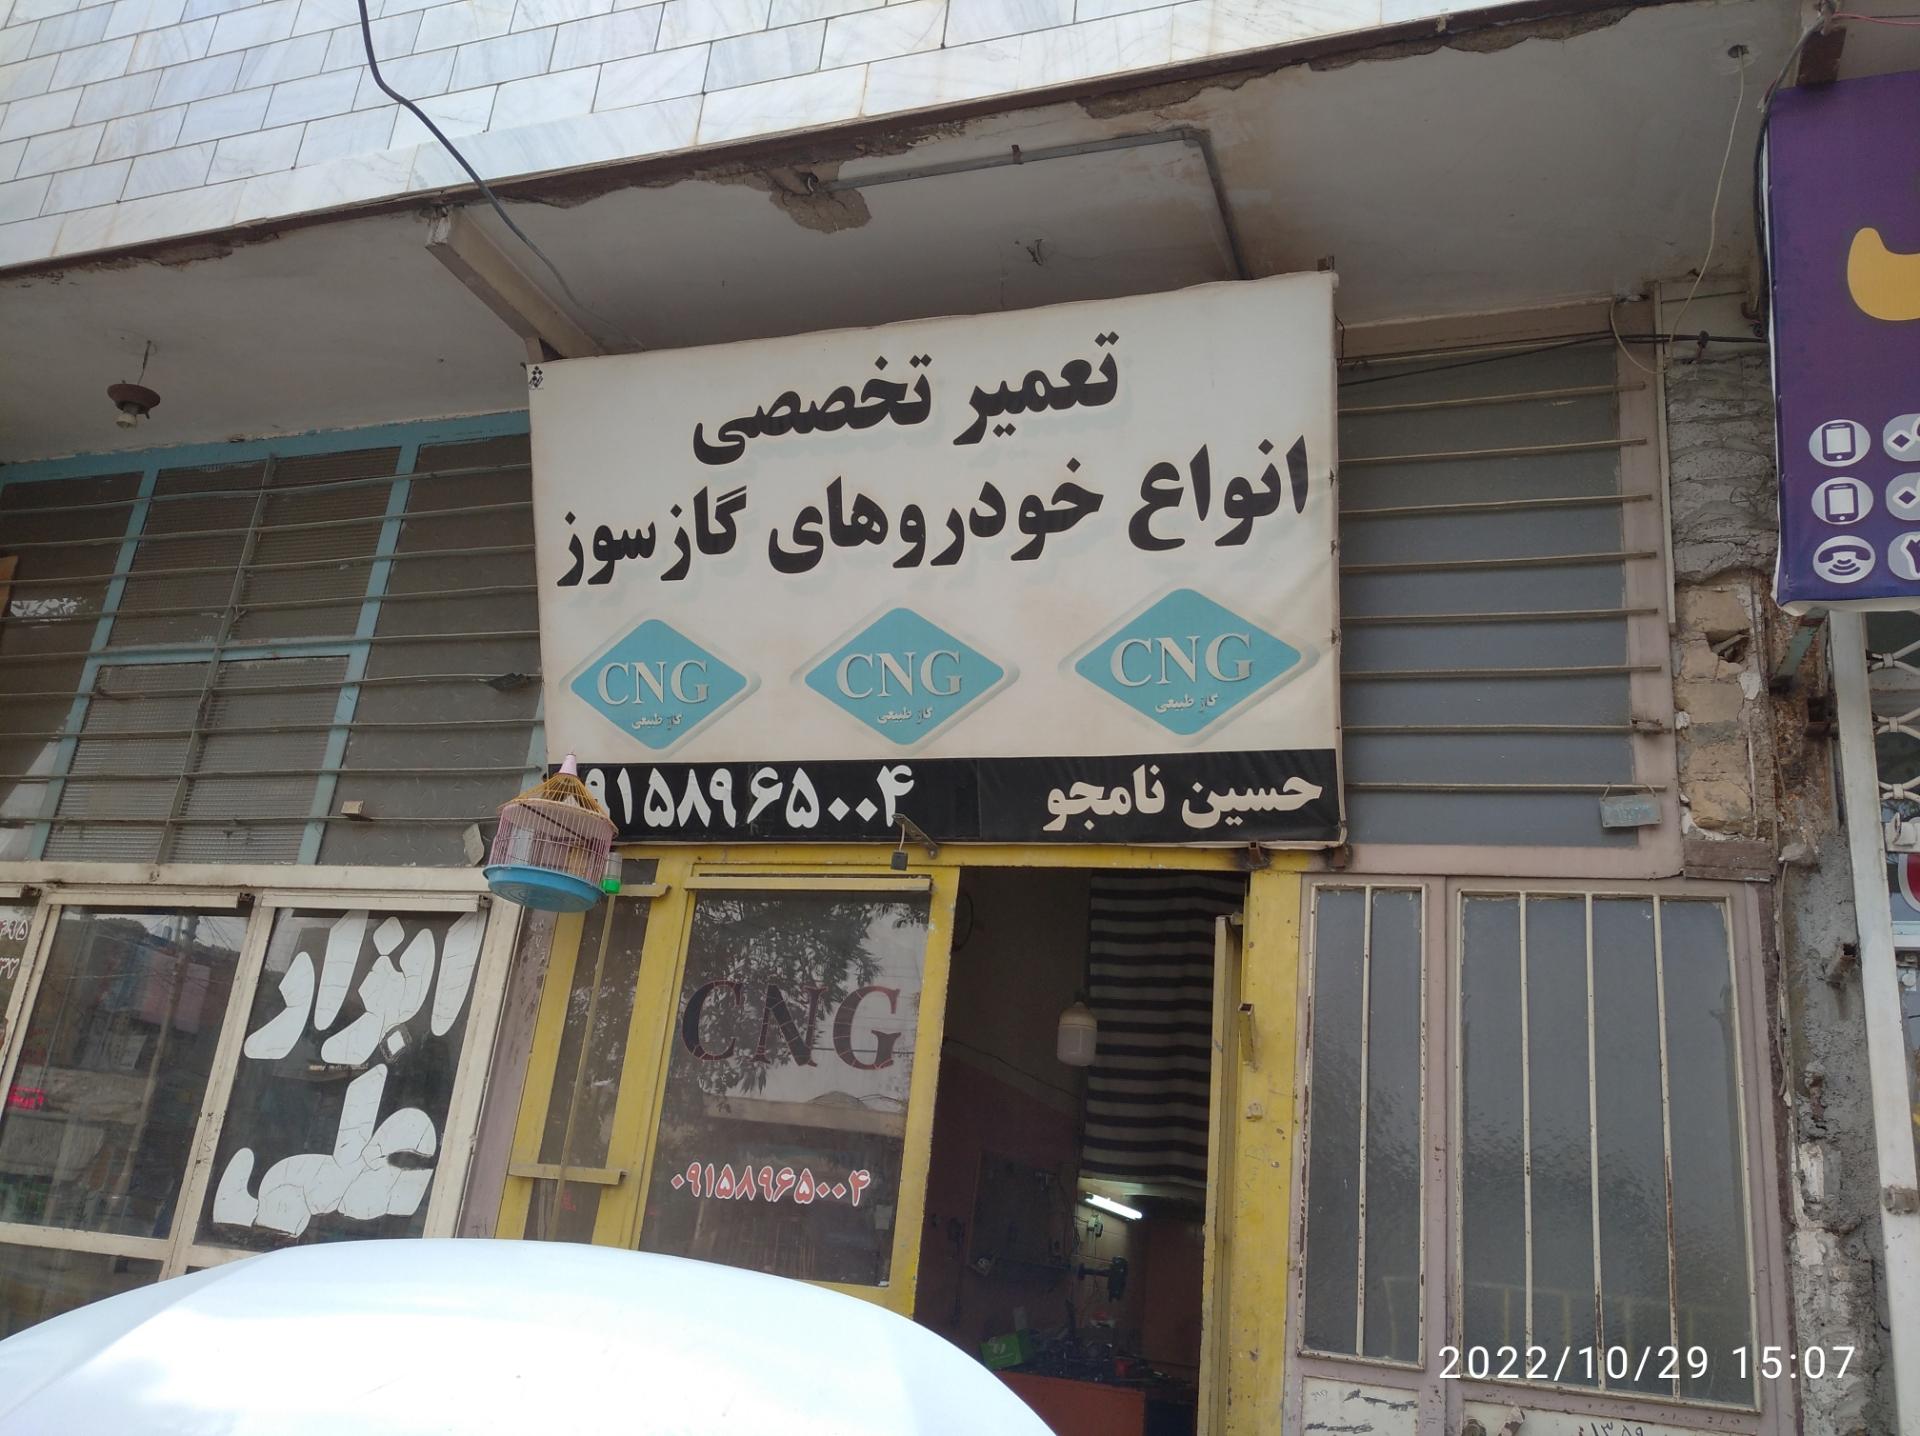 تعمیر تخصصی
انواع خودروهای گازسوز
CNG
گاز طبیعی
CNG
گاز طبیعی
CNG
گاز طبیعی
حسین نامجو
۹۱۵۸۹۶۵۰۰۴
CNG
۰۹۱۵۸۹۶۵۰۰۴
ابزار
علی
2022/10/29 15:07